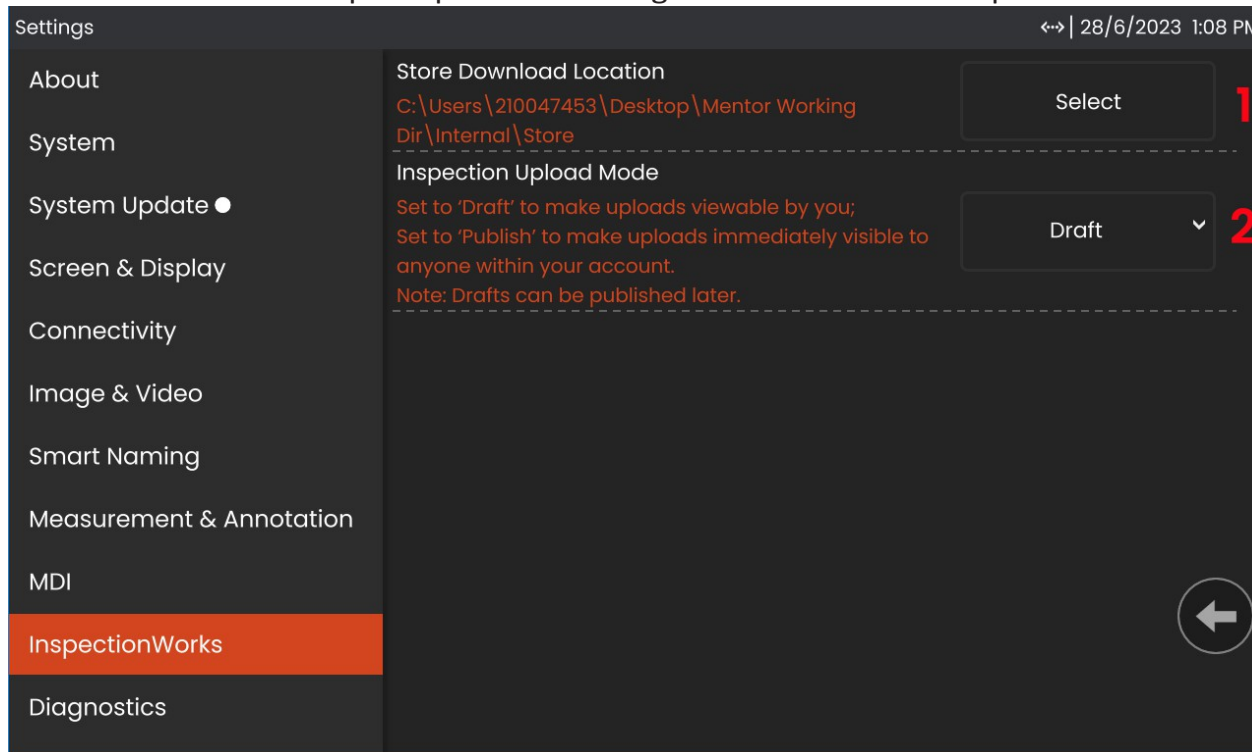 Settings
28/6/2023 1:08 PM
About
System
System Update
Screen & Display
Connectivity
Image & Video
Smart Naming
Measurement & Annotation
MDI
InspectionWorks
Diagnostics
Store Download Location
C:\Users\210047453\Desktop\Mentor Working
Dir\Internal\Store
Select
1
Inspection Upload Mode
Set to 'Draft' to make uploads viewable by you;
Set to 'Publish' to make uploads immediately visible to
anyone within your account.
Note: Drafts can be published later.
Draft
2